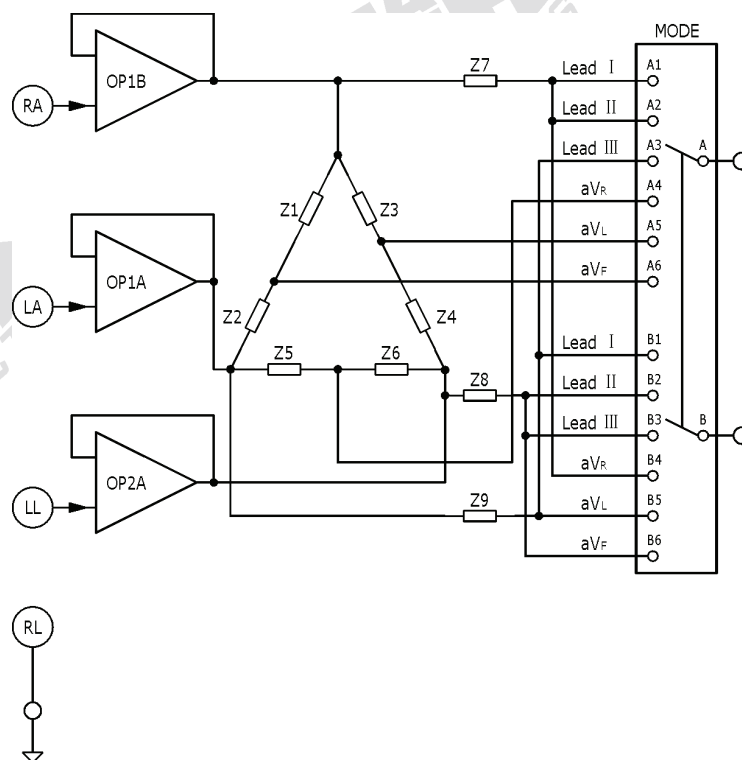 MODE
OP1B
RA
Z7
Lead I
A1
Lead II
A2
Lead III
A3
A
aVR
A4
aVL
A5
aVF
A6
Z1
Z3
OP1A
LA
Z2
Z4
Z5
Z6
Z8
Lead I
B1
Lead II
B2
Lead III
B3
B
aVR
B4
aVL
B5
aVF
B6
OP2A
LL
Z9
RL